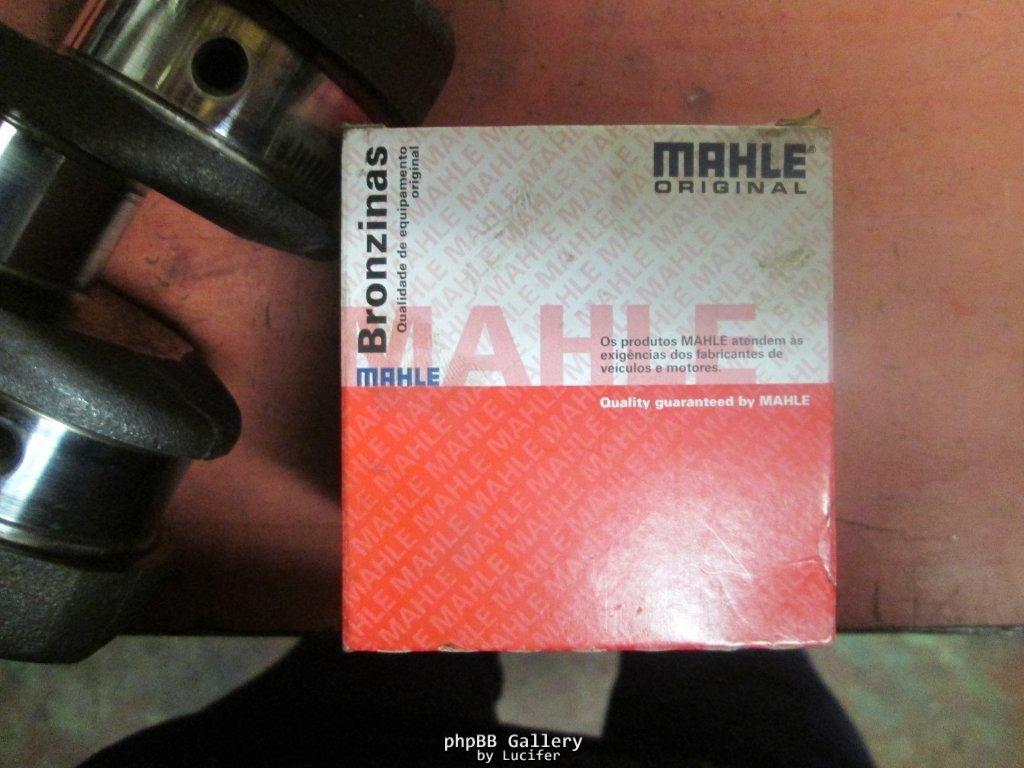 MAHLE®
ORIGINAL
Bronzinas
Qualidade de equipamento
original
MAHLE
MAHLE
Os produtos MAHLE atendem às
exigências dos fabricantes de
veículos e motores.
Quality guaranteed by MAHLE
phpBB Gallery
by Lucifer